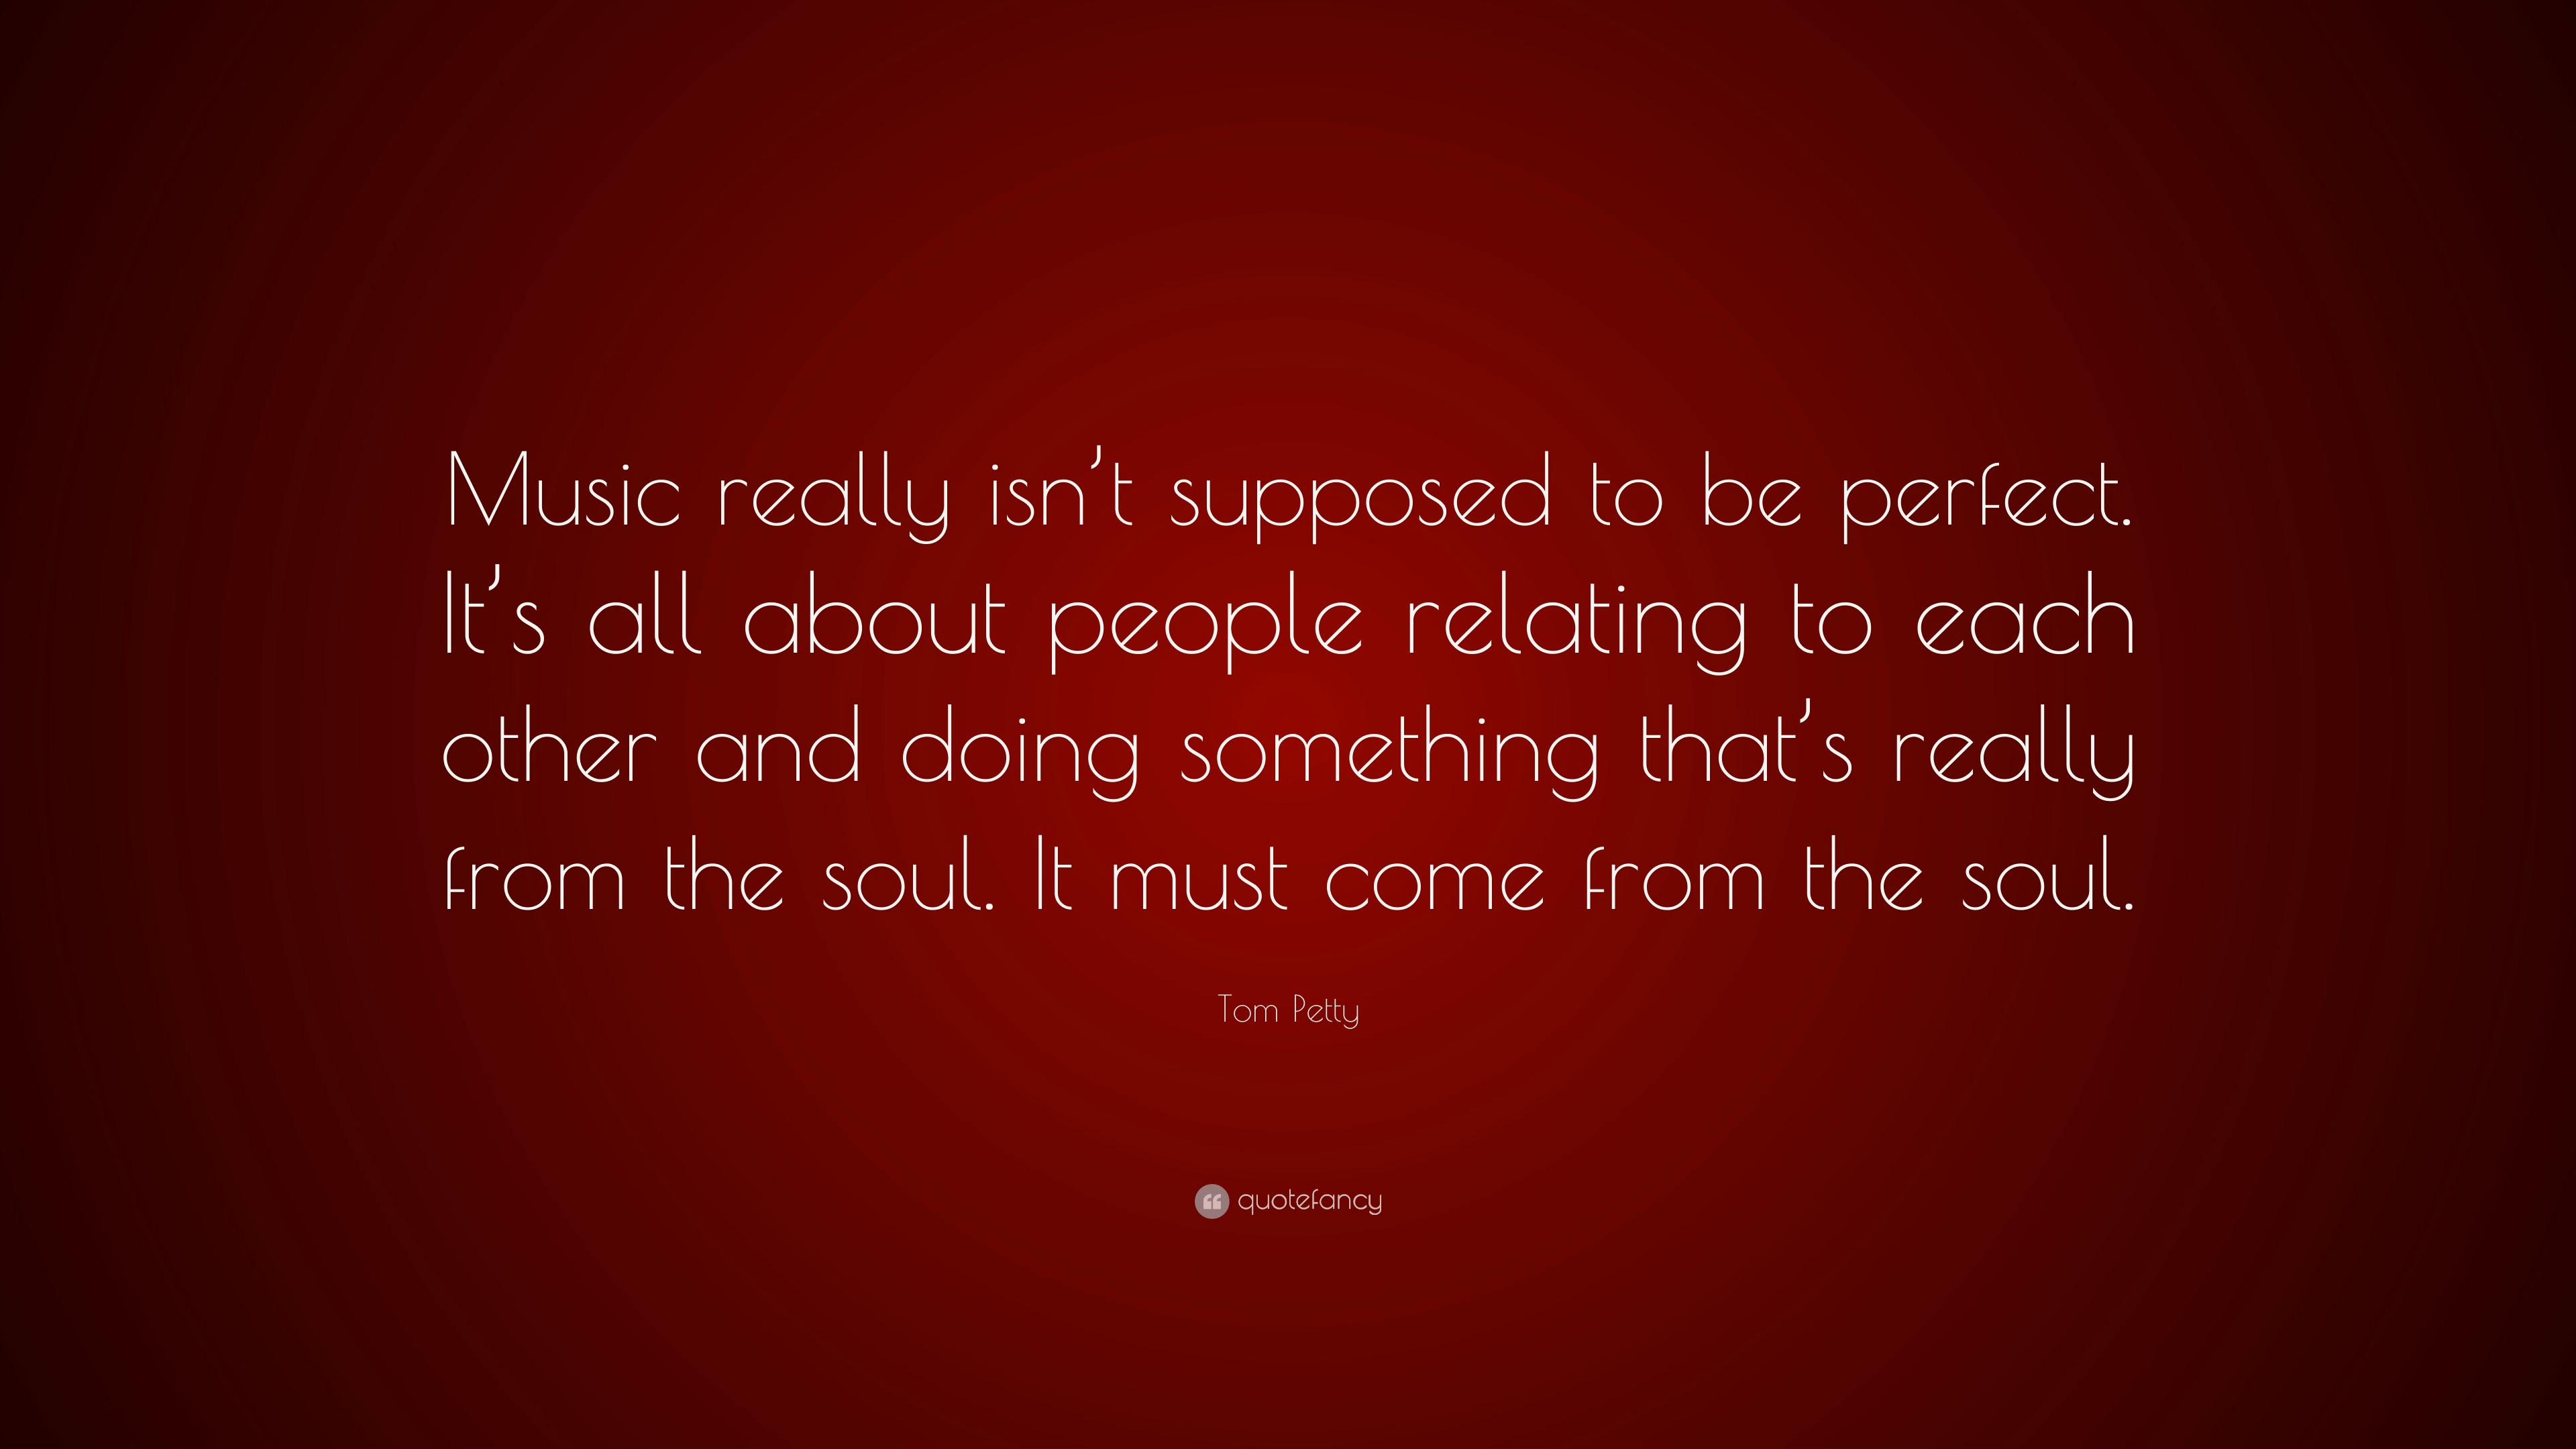 Music really isn’t supposed to be perfect.
It’s all about people relating to each
other and doing something that’s really
from the soul. It must come from the soul.
Tom Petty
quotefancy